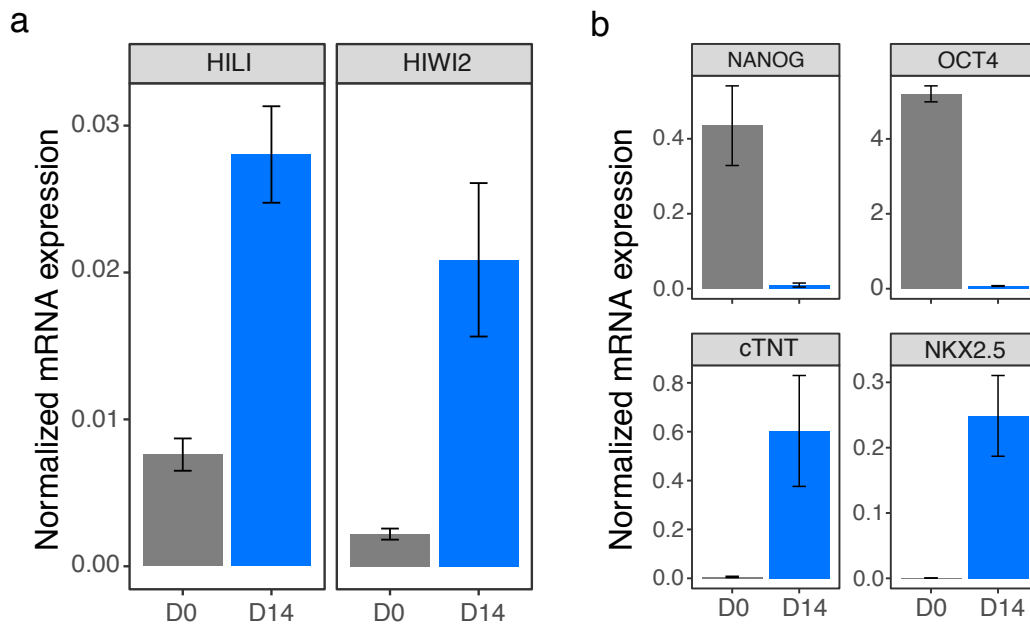 a
HILI
HIWI2
Normalized mRNA expression
0.03
0.02
0.01
0.00
D0
D14
D0
D14
b
NANOG
OCT4
Normalized mRNA expression
0.4
0.2
0.0
4
2
0
cTNT
NKX2.5
0.8
0.6
0.4
0.2
0.0
0.3
0.2
0.1
0.0
D0
D14
D0
D14